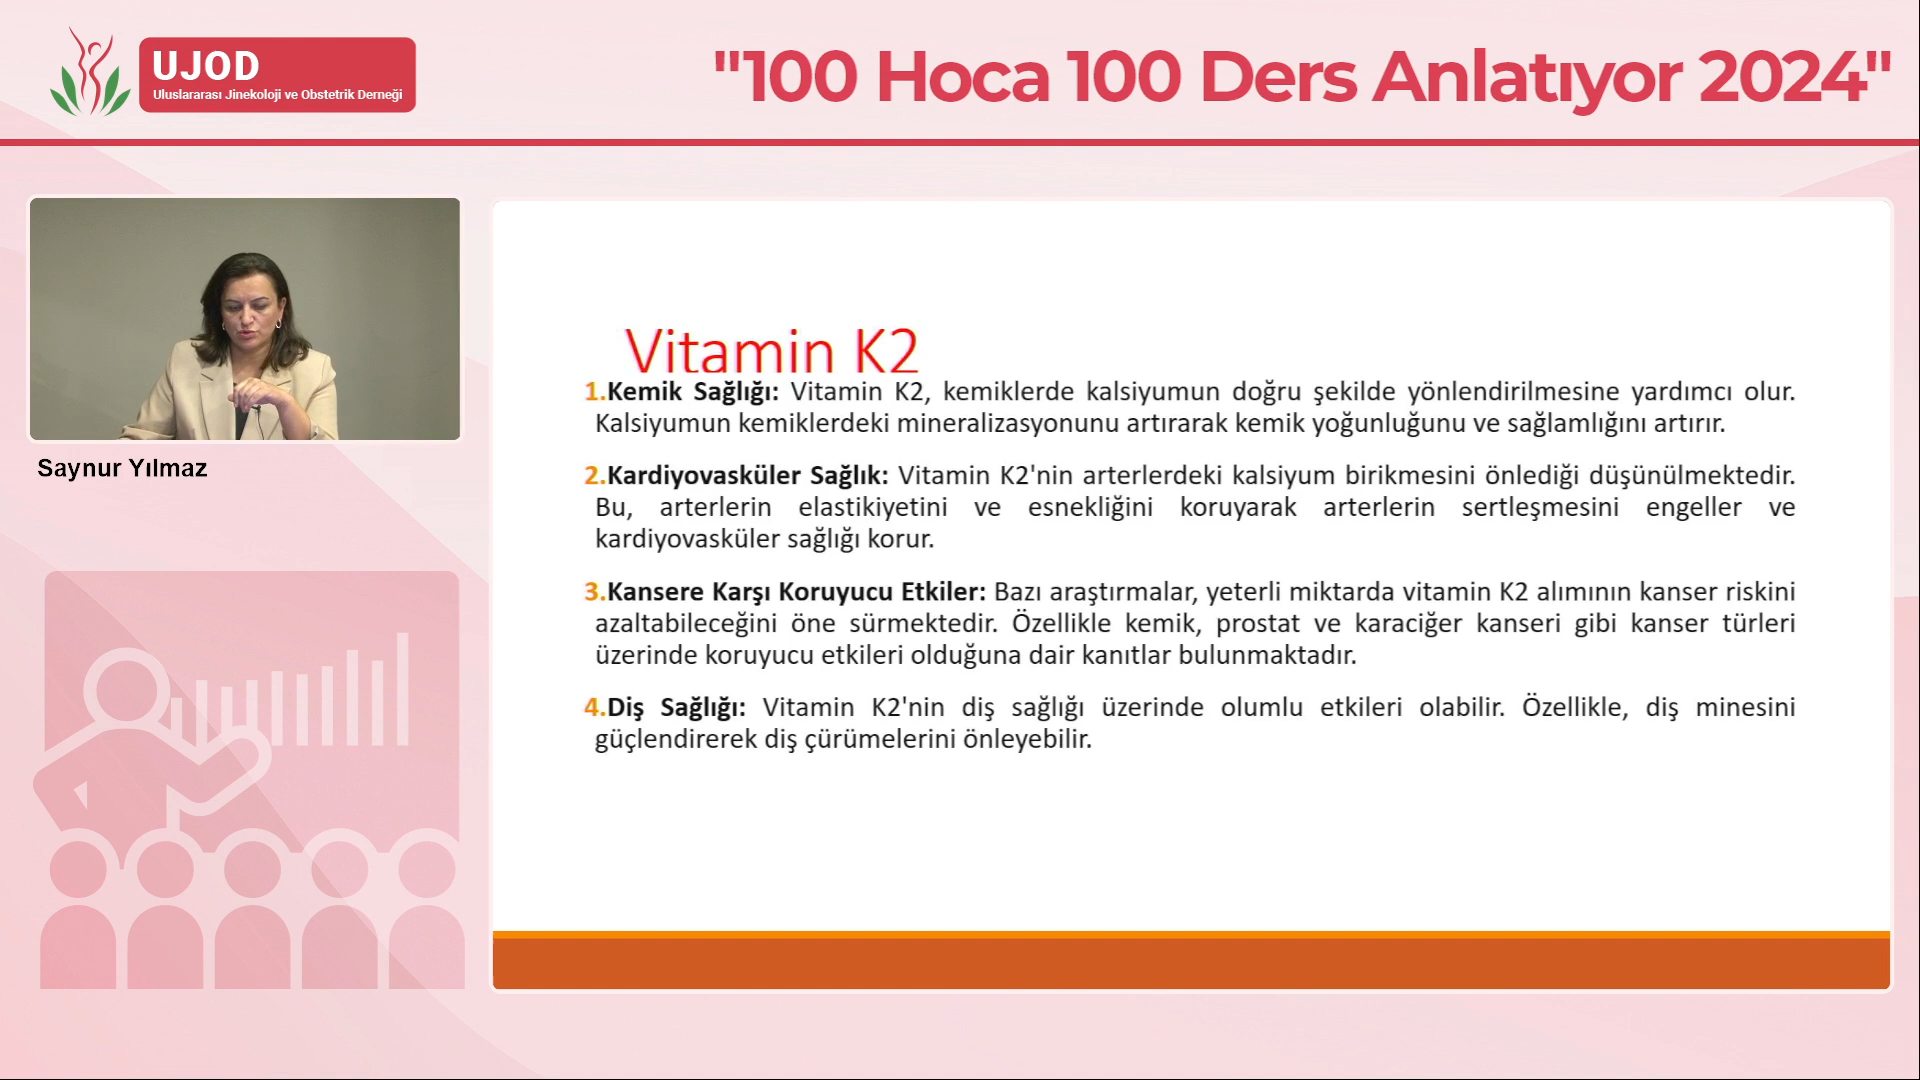 UJOD
Uluslararası Jinekoloji ve Obstetrik Derneği
"100 Hoca 100 Ders Anlatıyor 2024"
Saynur Yılmaz
Vitamin K2
1.Kemik Sağlığı: Vitamin K2, kemiklerde kalsiyumun doğru şekilde yönlendirilmesine yardımcı olur.
Kalsiyumun kemiklerdeki mineralizasyonunu artırarak kemik yoğunluğunu ve sağlamlığını artırır.
2.Kardiyovasküler Sağlık: Vitamin K2'nin arterlerdeki kalsiyum birikmesini önlediği düşünülmektedir.
Bu, arterlerin elastikiyetini ve esnekliğini koruyarak arterlerin sertleşmesini engeller ve
kardiyovasküler sağlığı korur.
3.Kansere Karşı Koruyucu Etkiler: Bazı araştırmalar, yeterli miktarda vitamin K2 alımının kanser riskini
azaltabileceğini öne sürmektedir. Özellikle kemik, prostat ve karaciğer kanseri gibi kanser türleri
üzerinde koruyucu etkileri olduğuna dair kanıtlar bulunmaktadır.
4.Diş Sağlığı: Vitamin K2'nin diş sağlığı üzerinde olumlu etkileri olabilir. Özellikle, diş minesini
güçlendirerek diş çürümelerini önleyebilir.